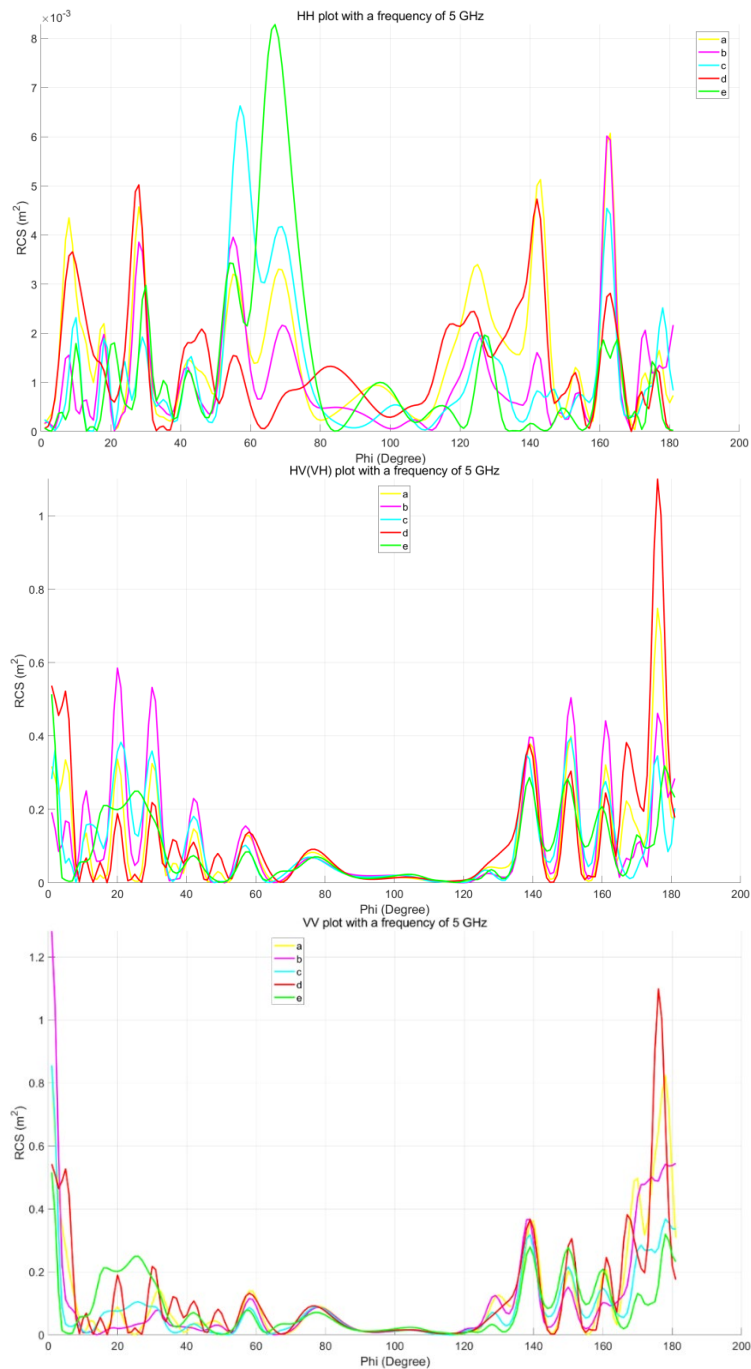 ×10⁻³
HH plot with a frequency of 5 GHz
8
7
6
5
4
3
2
1
0
RCS (m²)
a
b
c
d
e
0 20 40 60 80 100 120 140 160 180 200
Phi (Degree)
HV(VH) plot with a frequency of 5 GHz
1
0.8
0.6
0.4
0.2
0
RCS (m²)
a
b
c
d
e
0 20 40 60 80 100 120 140 160 180 200
Phi (Degree)
VV plot with a frequency of 5 GHz
1.2
1
0.8
0.6
0.4
0.2
0
RCS (m²)
a
b
c
d
e
0 20 40 60 80 100 120 140 160 180 200
Phi (Degree)